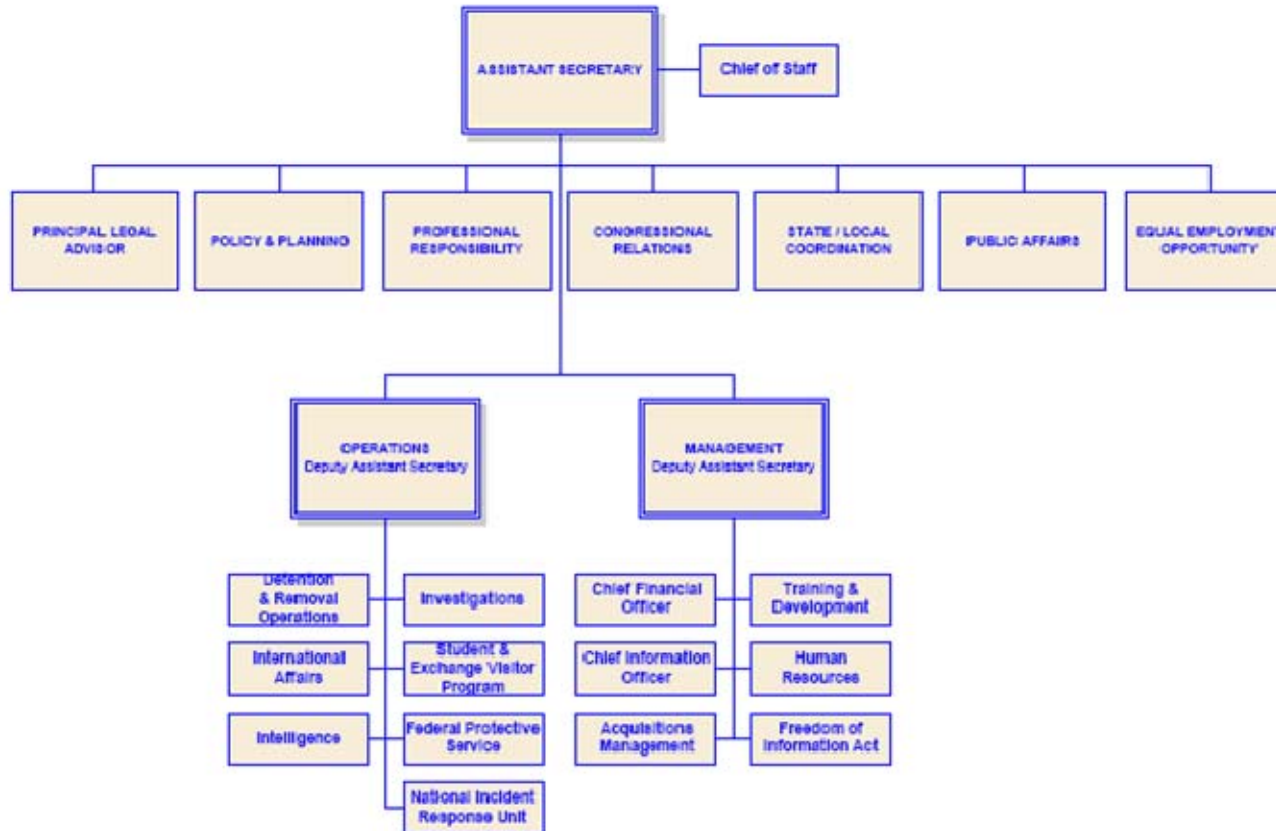 ASSISTANT SECRETARY
Chief of Staff
PRINCIPAL LEGAL
ADVISOR
POLICY & PLANNING
PROFESSIONAL
RESPONSIBILITY
CONGRESSIONAL
RELATIONS
STATE / LOCAL
COORDINATION
PUBLIC AFFAIRS
EQUAL EMPLOYMENT
OPPORTUNITY
OPERATIONS
Deputy Assistant Secretary
MANAGEMENT
Deputy Assistant Secretary
Detention
& Removal
Operations
Investigations
International
Affairs
Student &
Exchange Visitor
Program
Intelligence
Federal Protective
Service
National Incident
Response Unit
Chief Financial
Officer
Training &
Development
Chief Information
Officer
Human
Resources
Acquisitions
Management
Freedom of
Information Act